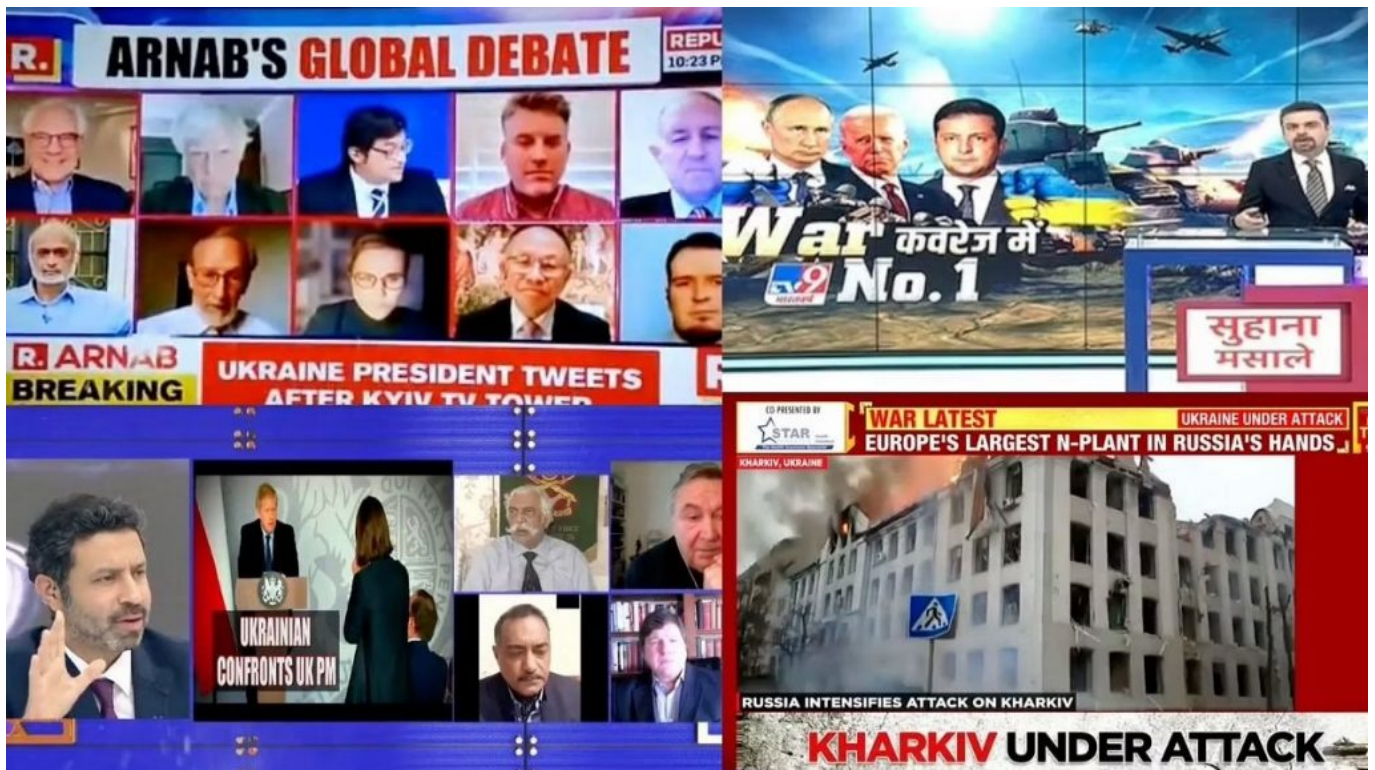 R.
ARNAB'S GLOBAL DEBATE
REPU
10:23 P
R. ARNAB
BREAKING
UKRAINE PRESIDENT TWEETS
AFTER KYIV TV TOWER
War कवरेज में
TV9
भारतवर्ष
No.1
सुहाना
मसाले
UKRAINIAN
CONFRONTS UK PM
CO PRESENTED BY
STAR
WAR LATEST
UKRAINE UNDER ATTACK
EUROPE'S LARGEST N-PLANT IN RUSSIA'S HANDS
KHARKIV, UKRAINE
RUSSIA INTENSIFIES ATTACK ON KHARKIV
KHARKIV UNDER ATTACK